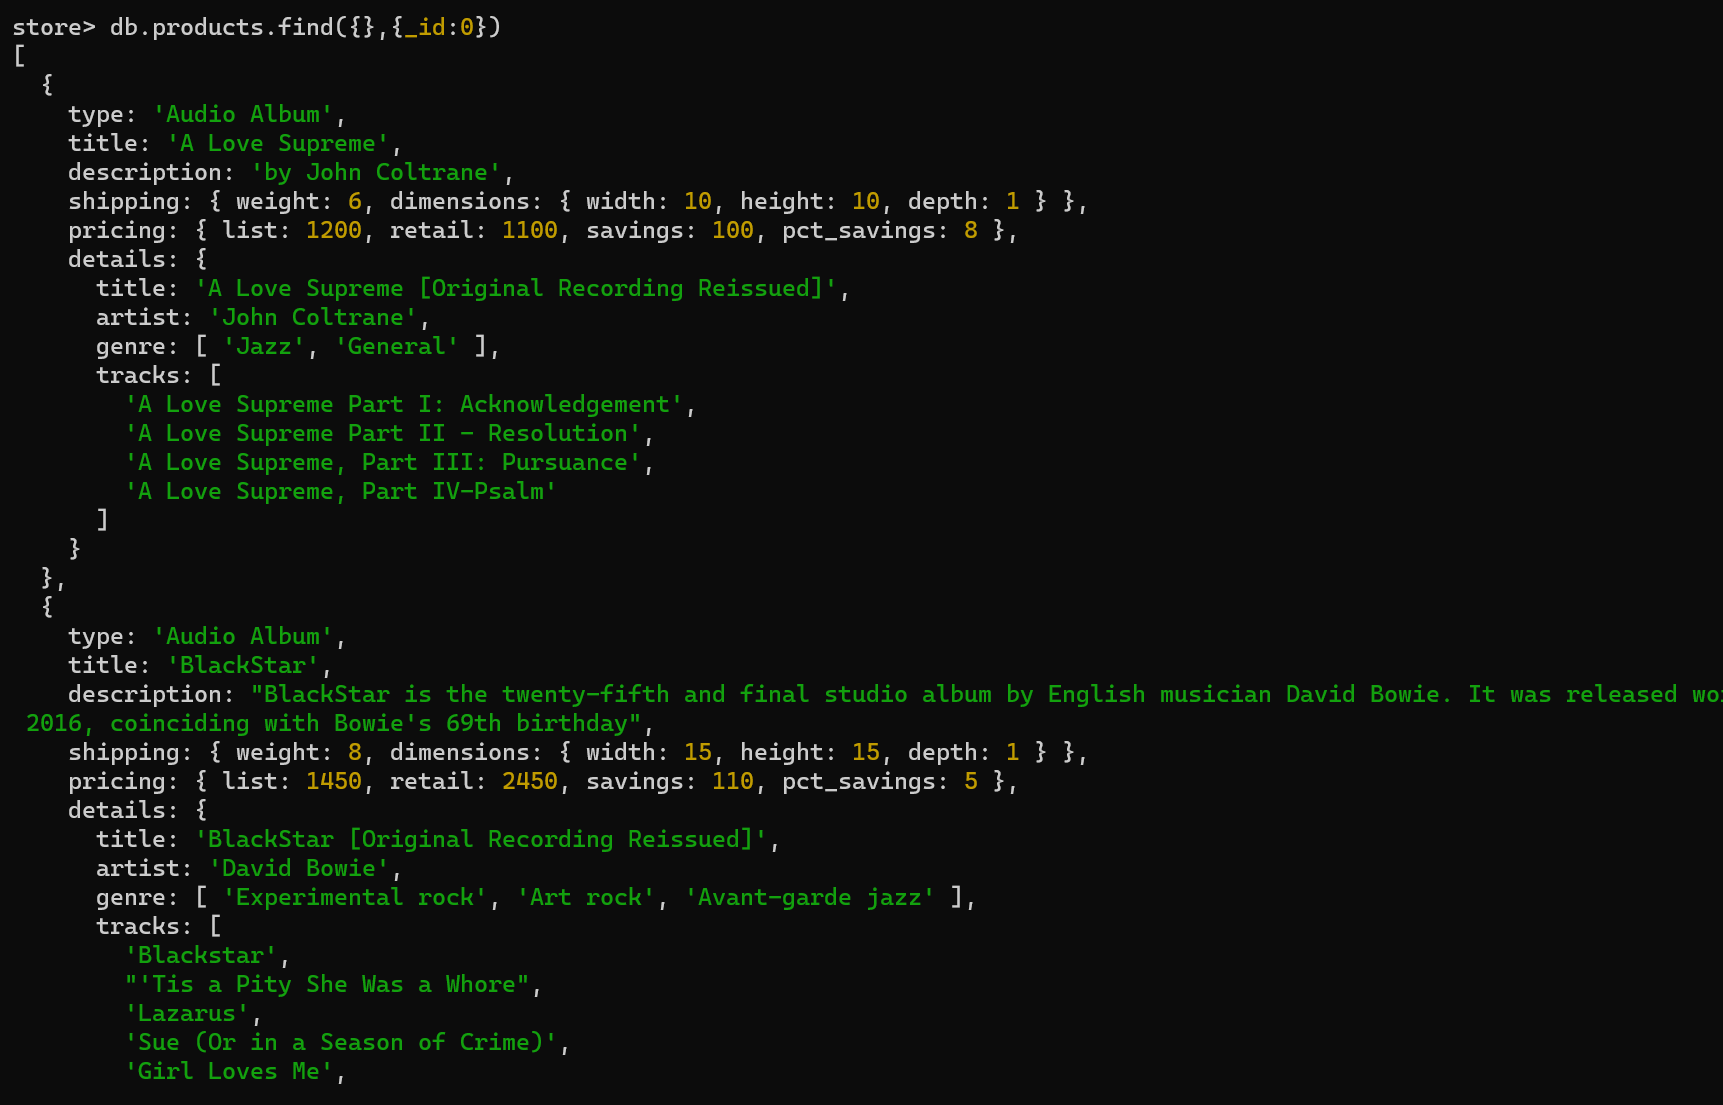 store> db.products.find({},{_id:0})
[
  {
    type: 'Audio Album',
    title: 'A Love Supreme',
    description: 'by John Coltrane',
    shipping: { weight: 6, dimensions: { width: 10, height: 10, depth: 1 } },
    pricing: { list: 1200, retail: 1100, savings: 100, pct_savings: 8 },
    details: {
      title: 'A Love Supreme [Original Recording Reissued]',
      artist: 'John Coltrane',
      genre: [ 'Jazz', 'General' ],
      tracks: [
        'A Love Supreme Part I: Acknowledgement',
        'A Love Supreme Part II - Resolution',
        'A Love Supreme, Part III: Pursuance',
        'A Love Supreme, Part IV-Psalm'
      ]
    }
  },
  {
    type: 'Audio Album',
    title: 'BlackStar',
    description: "BlackStar is the twenty-fifth and final studio album by English musician David Bowie. It was released
 2016, coinciding with Bowie's 69th birthday",
    shipping: { weight: 8, dimensions: { width: 15, height: 15, depth: 1 } },
    pricing: { list: 1450, retail: 2450, savings: 110, pct_savings: 5 },
    details: {
      title: 'BlackStar [Original Recording Reissued]',
      artist: 'David Bowie',
      genre: [ 'Experimental rock', 'Art rock', 'Avant-garde jazz' ],
      tracks: [
        'Blackstar',
        "'Tis a Pity She Was a Whore",
        'Lazarus',
        'Sue (Or in a Season of Crime)',
        'Girl Loves Me',